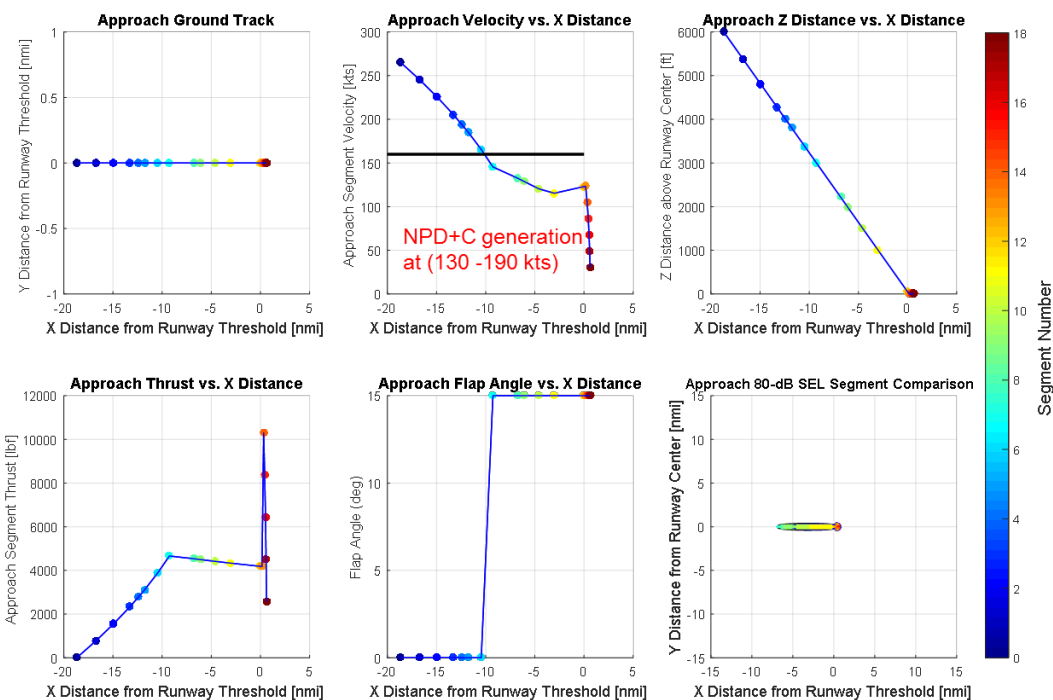 Approach Ground Track
1
0.5
0
-0.5
-1
Y Distance from Runway Threshold [nmi]
-20 -15 -10 -5 0 5
X Distance from Runway Threshold [nmi]
Approach Velocity vs. X Distance
300
250
200
150
100
50
0
Approach Segment Velocity [kts]
NPD+C generation
at (130 -190 kts)
-20 -15 -10 -5 0 5
X Distance from Runway Threshold [nmi]
Approach Z Distance vs. X Distance
6000
5000
4000
3000
2000
1000
0
Z Distance above Runway Center [ft]
-20 -15 -10 -5 0 5
X Distance from Runway Threshold [nmi]
Approach Thrust vs. X Distance
12000
10000
8000
6000
4000
2000
0
Approach Segment Thrust [lbf]
-20 -15 -10 -5 0 5
X Distance from Runway Threshold [nmi]
Approach Flap Angle vs. X Distance
15
10
5
0
Flap Angle (deg)
-20 -15 -10 -5 0 5
X Distance from Runway Threshold [nmi]
Approach 80-dB SEL Segment Comparison
15
10
5
0
-5
-10
-15
Y Distance from Runway Center [nmi]
-15 -10 -5 0 5 10 15
X Distance from Runway Threshold [nmi]
18
16
14
12
10
8
6
4
2
0
Segment Number